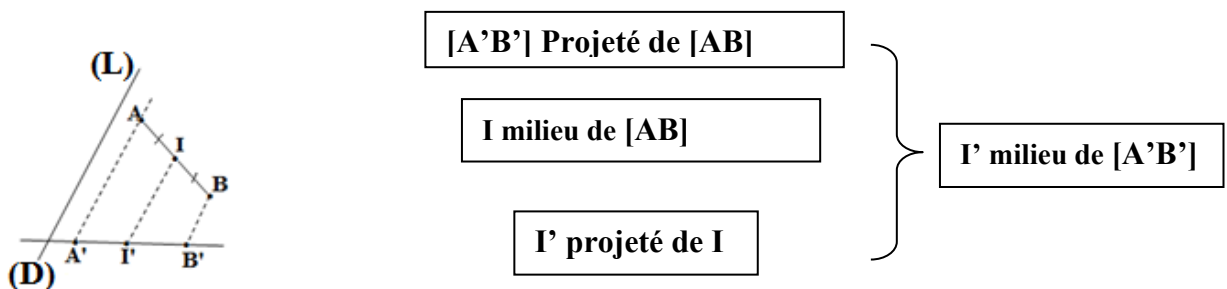 (L)
A
I
B
A' I' B'
(D)
[A’B’] Projeté de [AB]
I milieu de [AB]
I’ projeté de I
I’ milieu de [A’B’]